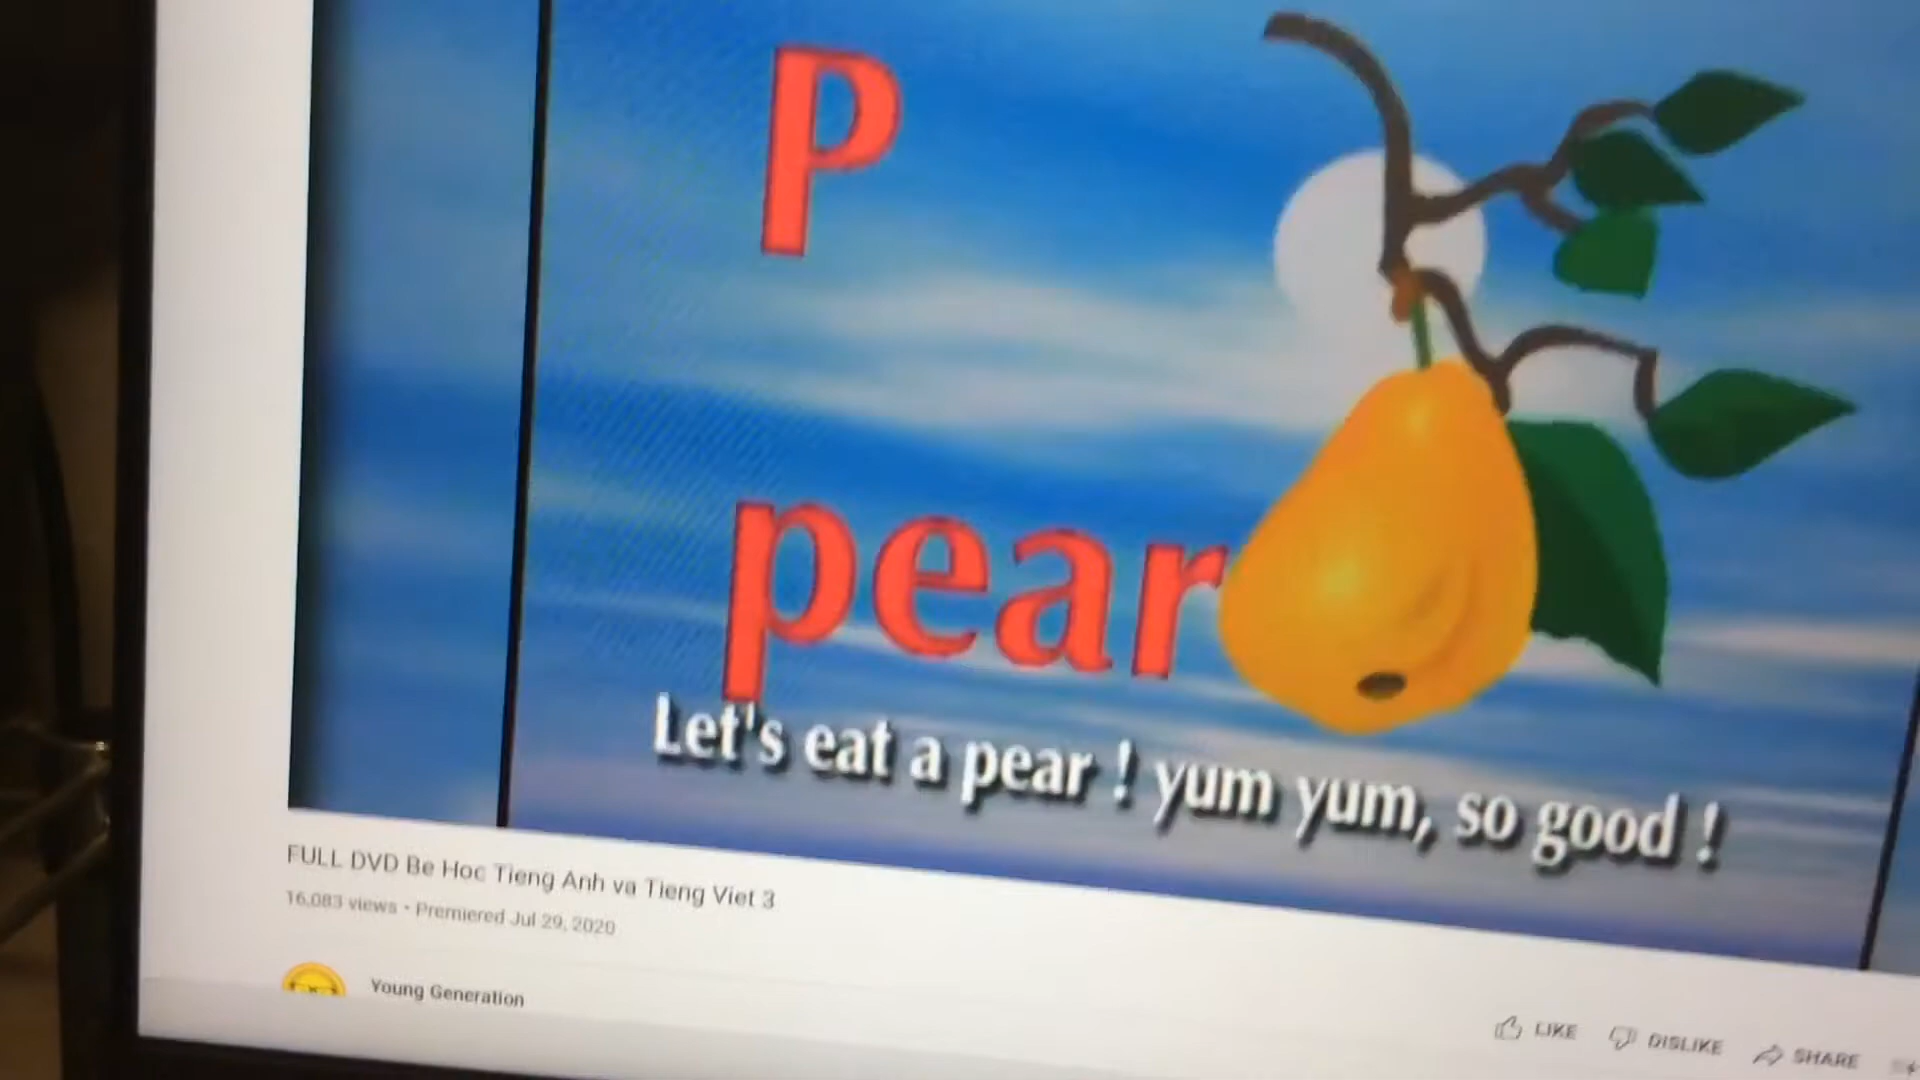 P
pear
Let's eat a pear ! yum yum, so good !
FULL DVD Be Hoc Tieng Anh va Tieng Viet 3
16,083 views • Premiered Jul 29, 2020
Young Generation
LIKE DISLIKE SHARE